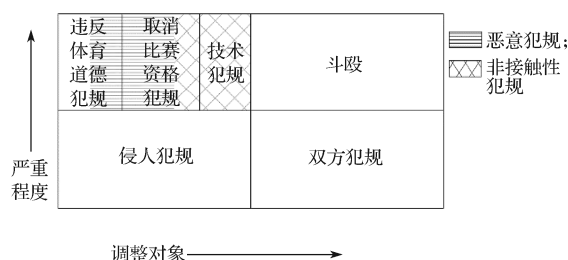 违反
体育
道德
犯规
取消
比赛
资格
犯规
技术
犯规
斗殴
恶意犯规；
非接触性
犯规
侵人犯规
双方犯规
严重
程度
调整对象